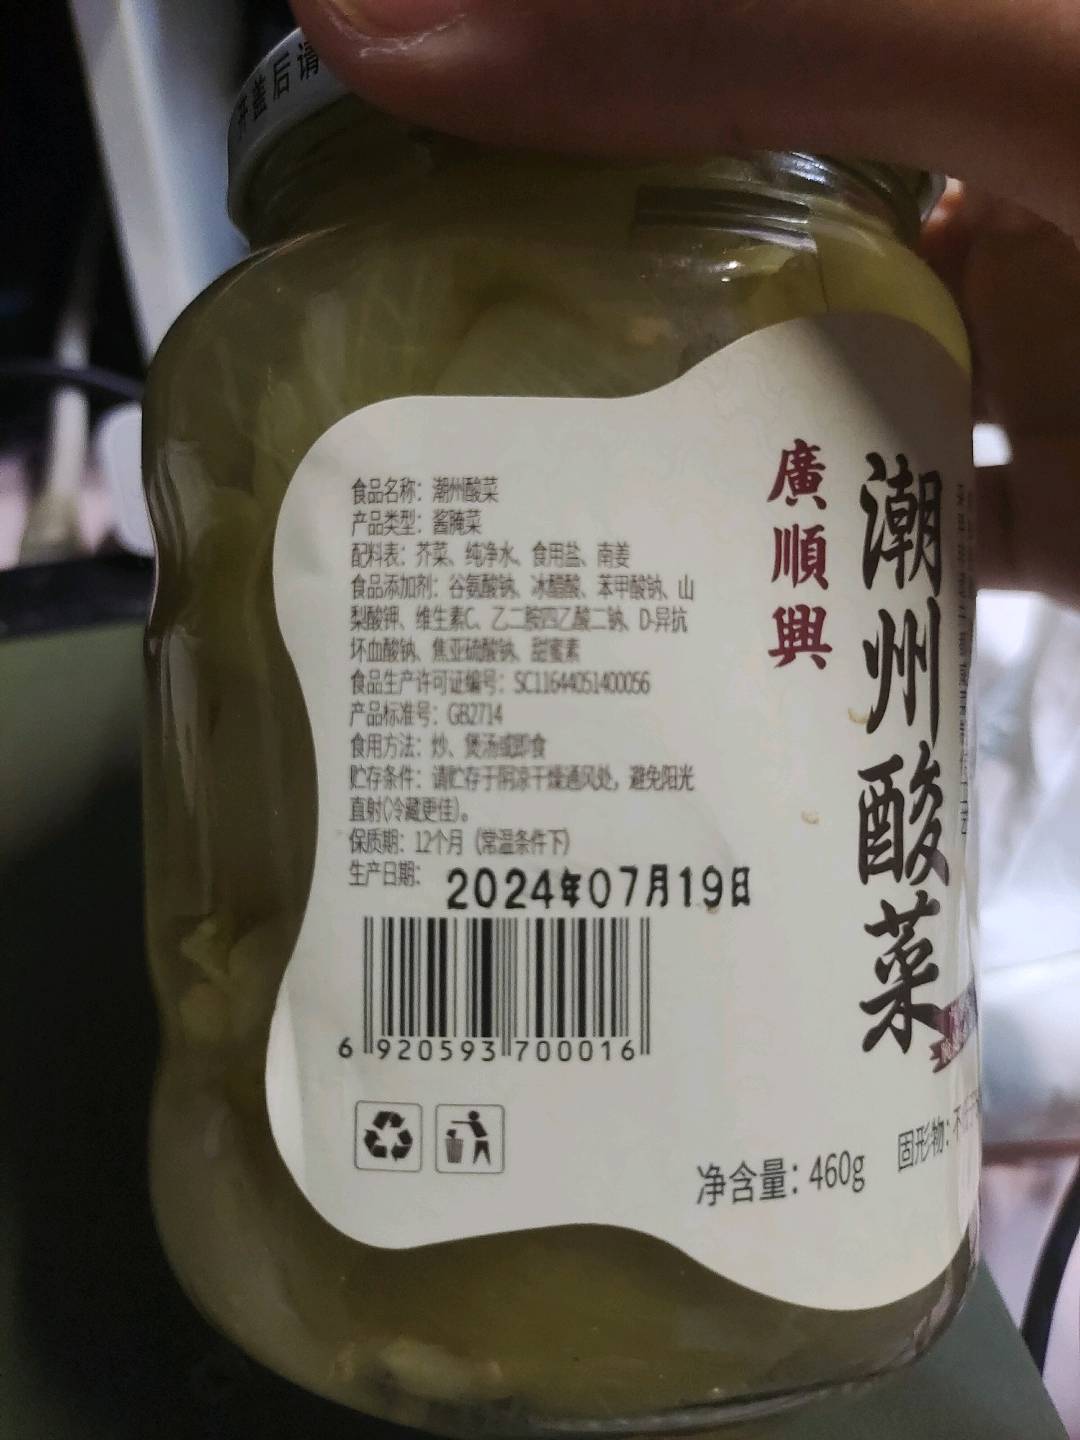 开盖后请
食品名称：潮州酸菜
产品类型：酱腌菜
配料表：芥菜、纯净水、食用盐、南姜
食品添加剂：谷氨酸钠、冰醋酸、苯甲酸钠、山
梨酸钾、维生素C、乙二胺四乙酸二钠、D-异抗
坏血酸钠、焦亚硫酸钠、甜蜜素
食品生产许可证编号：SC11644051400056
产品标准号：GB2714
食用方法：炒、煲汤或即食
贮存条件：请贮存于阴凉干燥通风处，避免阳光
直射(冷藏更佳)。
保质期：12个月（常温条件下）
生产日期：2024年07月19日
6 920593 700016
廣順興
潮州酸菜
净含量：460g
固形物：不